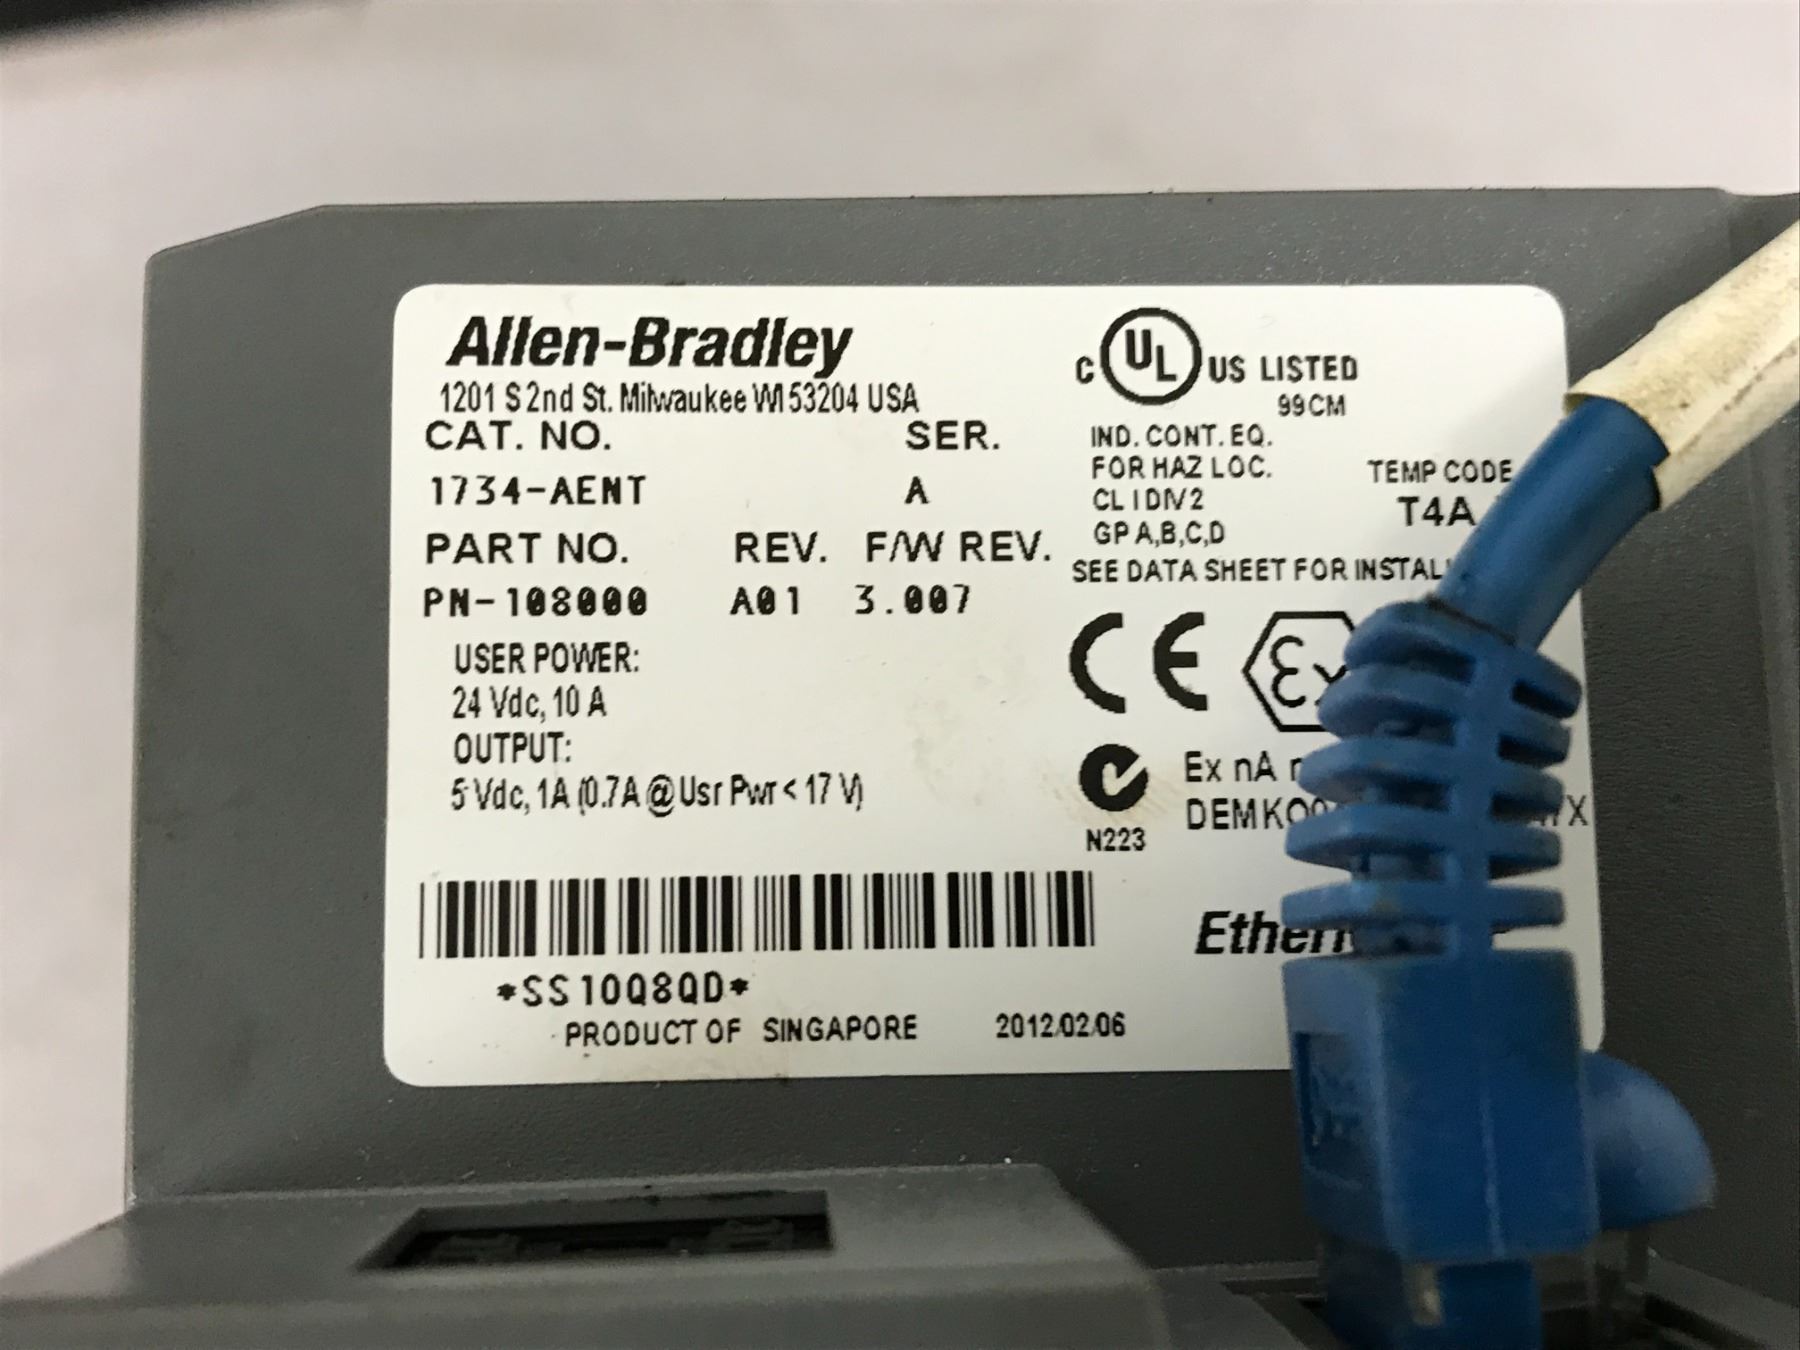 Allen-Bradley
1201 S 2nd St. Milwaukee WI 53204 USA
CAT. NO. SER.
1734-AENT A
PART NO. REV. F/W REV.
PN-108000 A01 3.007
USER POWER:
24 Vdc, 10 A
OUTPUT:
5 Vdc, 1A (0.7A @ Usr Pwr < 17 V)
*SS10Q8QD*
PRODUCT OF SINGAPORE 2012/02/06
C UL US LISTED
99CM
IND. CONT. EQ.
FOR HAZ LOC.
CL I DIV 2
GP A,B,C,D
TEMP CODE
T4A
SEE DATA SHEET FOR
CE Ex
N223
Ex nA